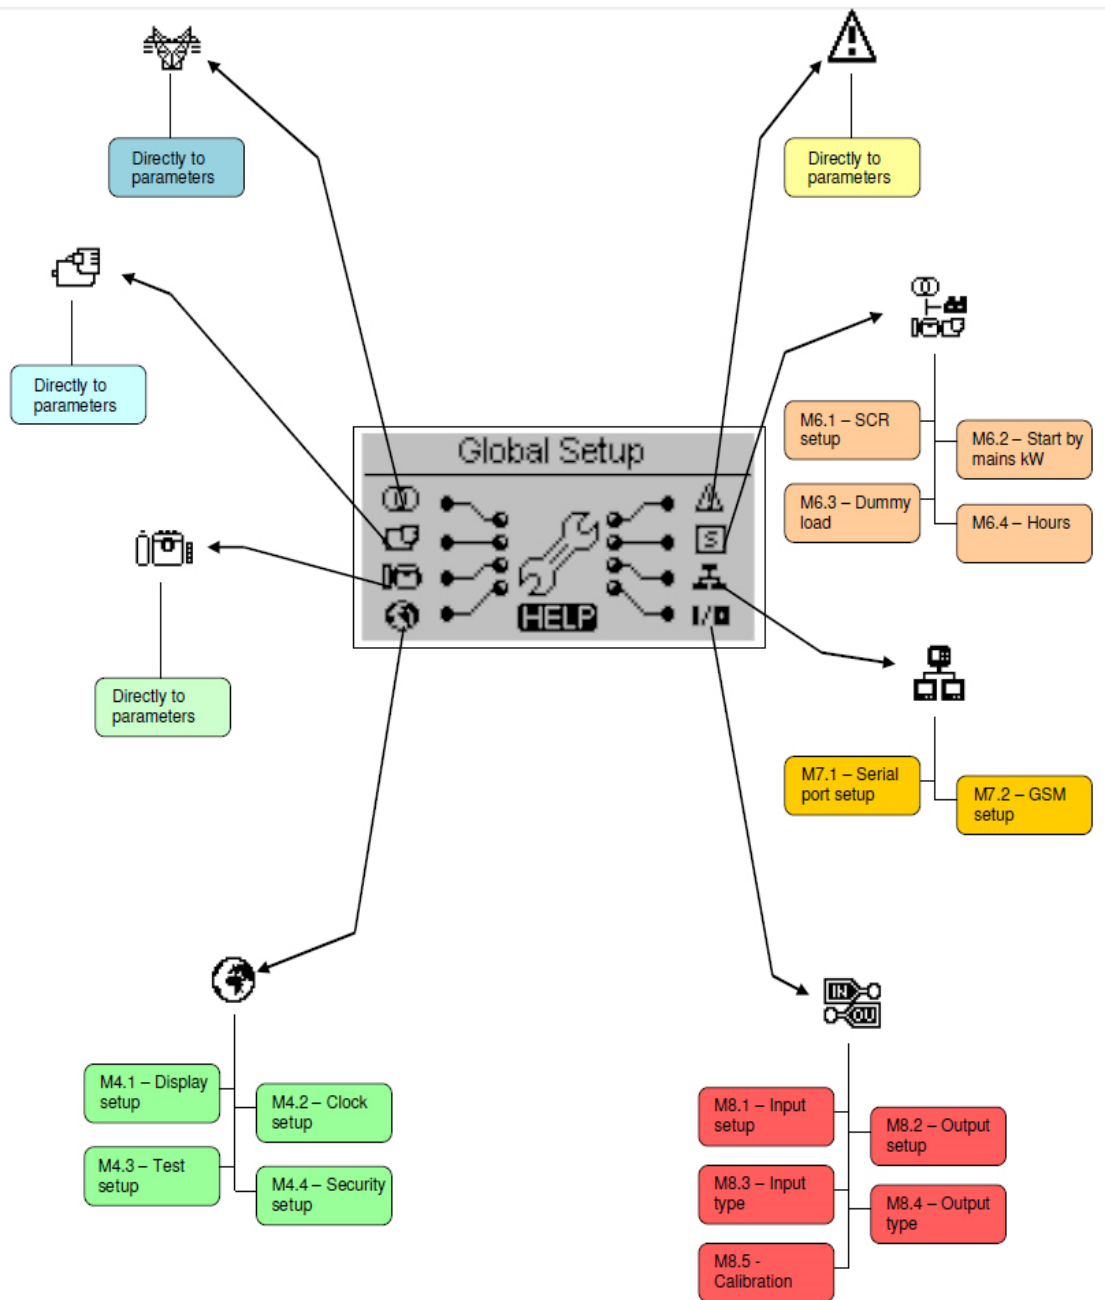 Directly to
parameters
Directly to
parameters
Directly to
parameters
M6.1 – SCR
setup
M6.2 – Start by
mains kW
M6.3 – Dummy
load
M6.4 – Hours
Global Setup
S
HELP
I/O
Directly to
parameters
M7.1 – Serial
port setup
M7.2 – GSM
setup
IN
OU
M4.1 – Display
setup
M4.2 – Clock
setup
M4.3 – Test
setup
M4.4 – Security
setup
M8.1 – Input
setup
M8.2 – Output
setup
M8.3 – Input
type
M8.4 – Output
type
M8.5 -
Calibration